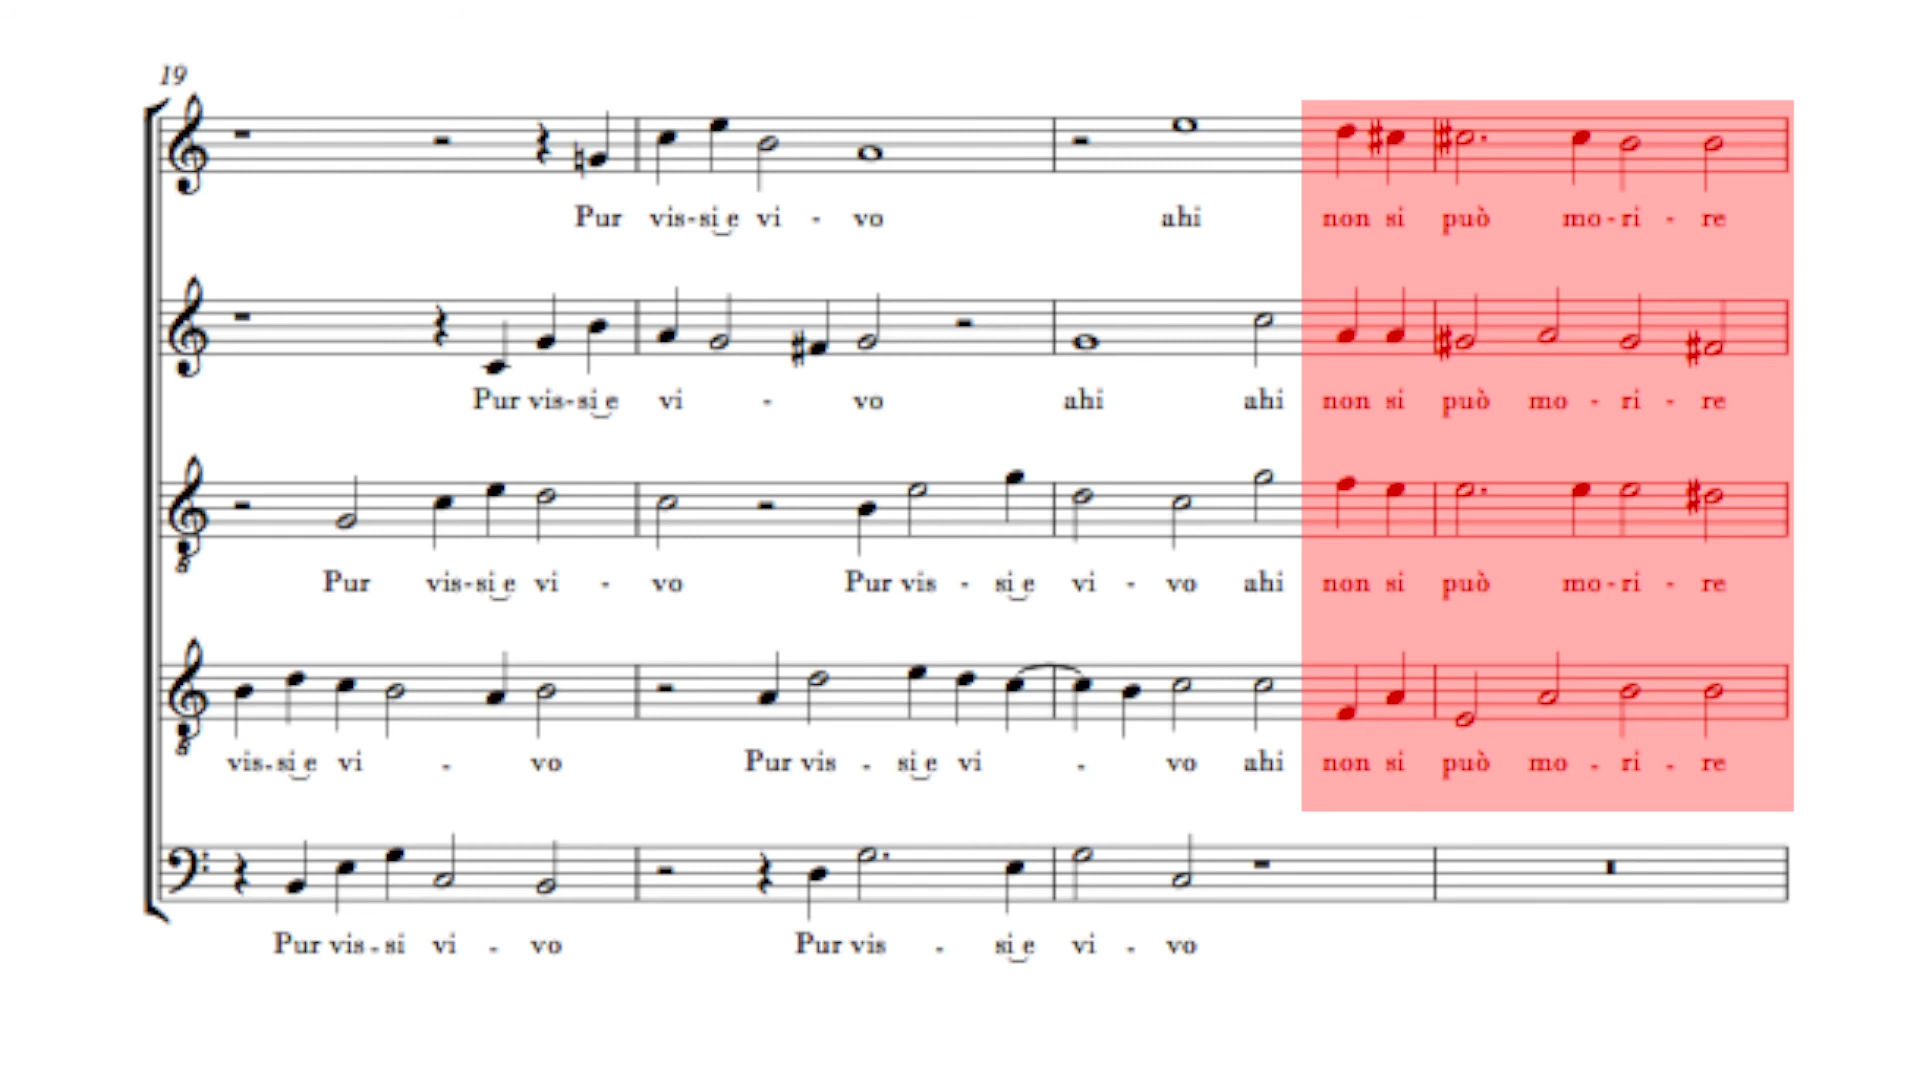 19
Pur vis-si e vi - vo ahi non si può mo-ri - re
Pur vis-si e vi - vo ahi ahi non si può mo - ri - re
8
Pur vis-si e vi - vo Pur vis - si e vi - vo ahi non si può mo-ri - re
8
vis-si e vi - vo Pur vis - si e vi - vo ahi non si può mo - ri - re
Pur vis-si vi - vo Pur vis - si e vi - vo